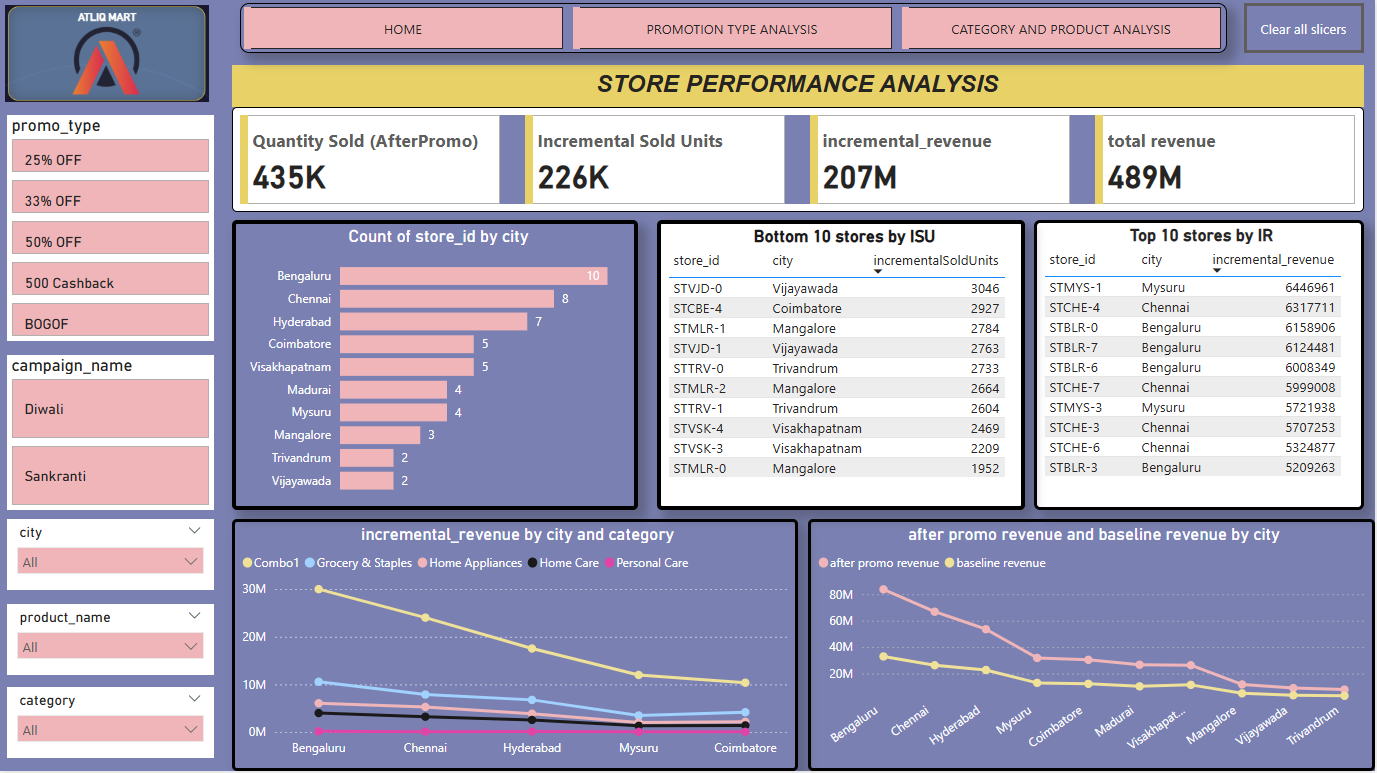 ATLIQ MART
HOME
PROMOTION TYPE ANALYSIS
CATEGORY AND PRODUCT ANALYSIS
Clear all slicers
STORE PERFORMANCE ANALYSIS
promo_type
25% OFF
33% OFF
50% OFF
500 Cashback
BOGOF
campaign_name
Diwali
Sankranti
city
All
product_name
All
category
All
Quantity Sold (AfterPromo)
435K
Incremental Sold Units
226K
incremental_revenue
207M
total revenue
489M
Count of store_id by city
Bengaluru 10
Chennai 8
Hyderabad 7
Coimbatore 5
Visakhapatnam 5
Madurai 4
Mysuru 4
Mangalore 3
Trivandrum 2
Vijayawada 2
Bottom 10 stores by ISU
store_id city incrementalSoldUnits
STVJD-0 Vijayawada 3046
STCBE-4 Coimbatore 2927
STMLR-1 Mangalore 2784
STVJD-1 Vijayawada 2763
STTRV-0 Trivandrum 2733
STMLR-2 Mangalore 2664
STTRV-1 Trivandrum 2604
STVSK-4 Visakhapatnam 2469
STVSK-3 Visakhapatnam 2209
STMLR-0 Mangalore 1952
Top 10 stores by IR
store_id city incremental_revenue
STMYS-1 Mysuru 6446961
STCHE-4 Chennai 6317711
STBLR-0 Bengaluru 6158906
STBLR-7 Bengaluru 6124481
STBLR-6 Bengaluru 6008349
STCHE-7 Chennai 5999008
STMYS-3 Mysuru 5721938
STCHE-3 Chennai 5707253
STCHE-6 Chennai 5324877
STBLR-3 Bengaluru 5209263
incremental_revenue by city and category
Combo1 Grocery & Staples Home Appliances Home Care Personal Care
30M
20M
10M
0M
Bengaluru Chennai Hyderabad Mysuru Coimbatore
after promo revenue and baseline revenue by city
after promo revenue baseline revenue
80M
60M
40M
20M
Bengaluru Chennai Hyderabad Mysuru Coimbatore Madurai Visakhapat... Mangalore Vijayawada Trivandrum